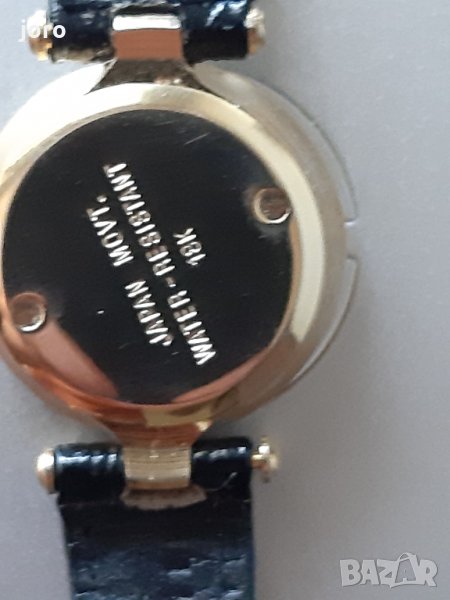 joro
JAPAN MOVT.
WATER-RESISTANT
18K
BAZAR